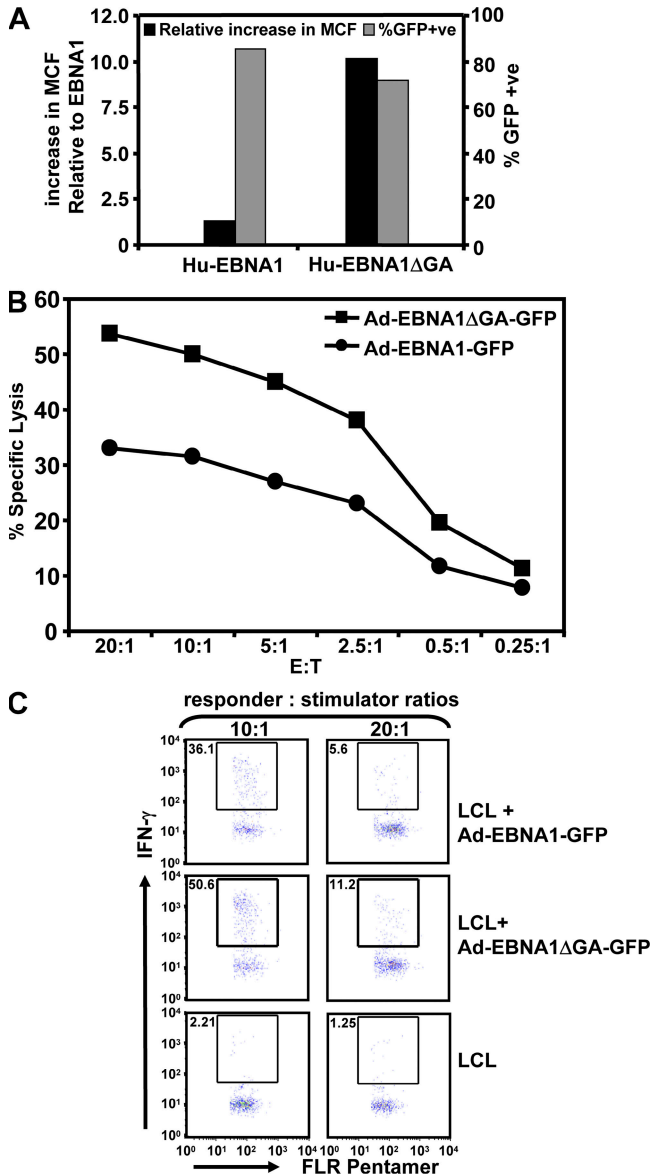 A
increase in MCF
Relative to EBNA1
12.0
10.0
7.5
5.0
2.5
0
Relative increase in MCF %GFP+ve
100
80
60
40
20
0
% GFP +ve
Hu-EBNA1 Hu-EBNA1ΔGA
B
% Specific Lysis
60
50
40
30
20
10
0
Ad-EBNA1ΔGA-GFP
Ad-EBNA1-GFP
20:1 10:1 5:1 2.5:1 0.5:1 0.25:1
E:T
C
responder : stimulator ratios
10:1 20:1
IFN-γ
10⁴
10³
10²
10¹
10⁰
36.1
5.6
LCL +
Ad-EBNA1-GFP
10⁴
10³
10²
10¹
10⁰
50.6
11.2
LCL+
Ad-EBNA1ΔGA-GFP
10⁴
10³
10²
10¹
10⁰
2.21
1.25
LCL
10⁰ 10¹ 10² 10³ 10⁴ 10⁰ 10¹ 10² 10³ 10⁴
FLR Pentamer